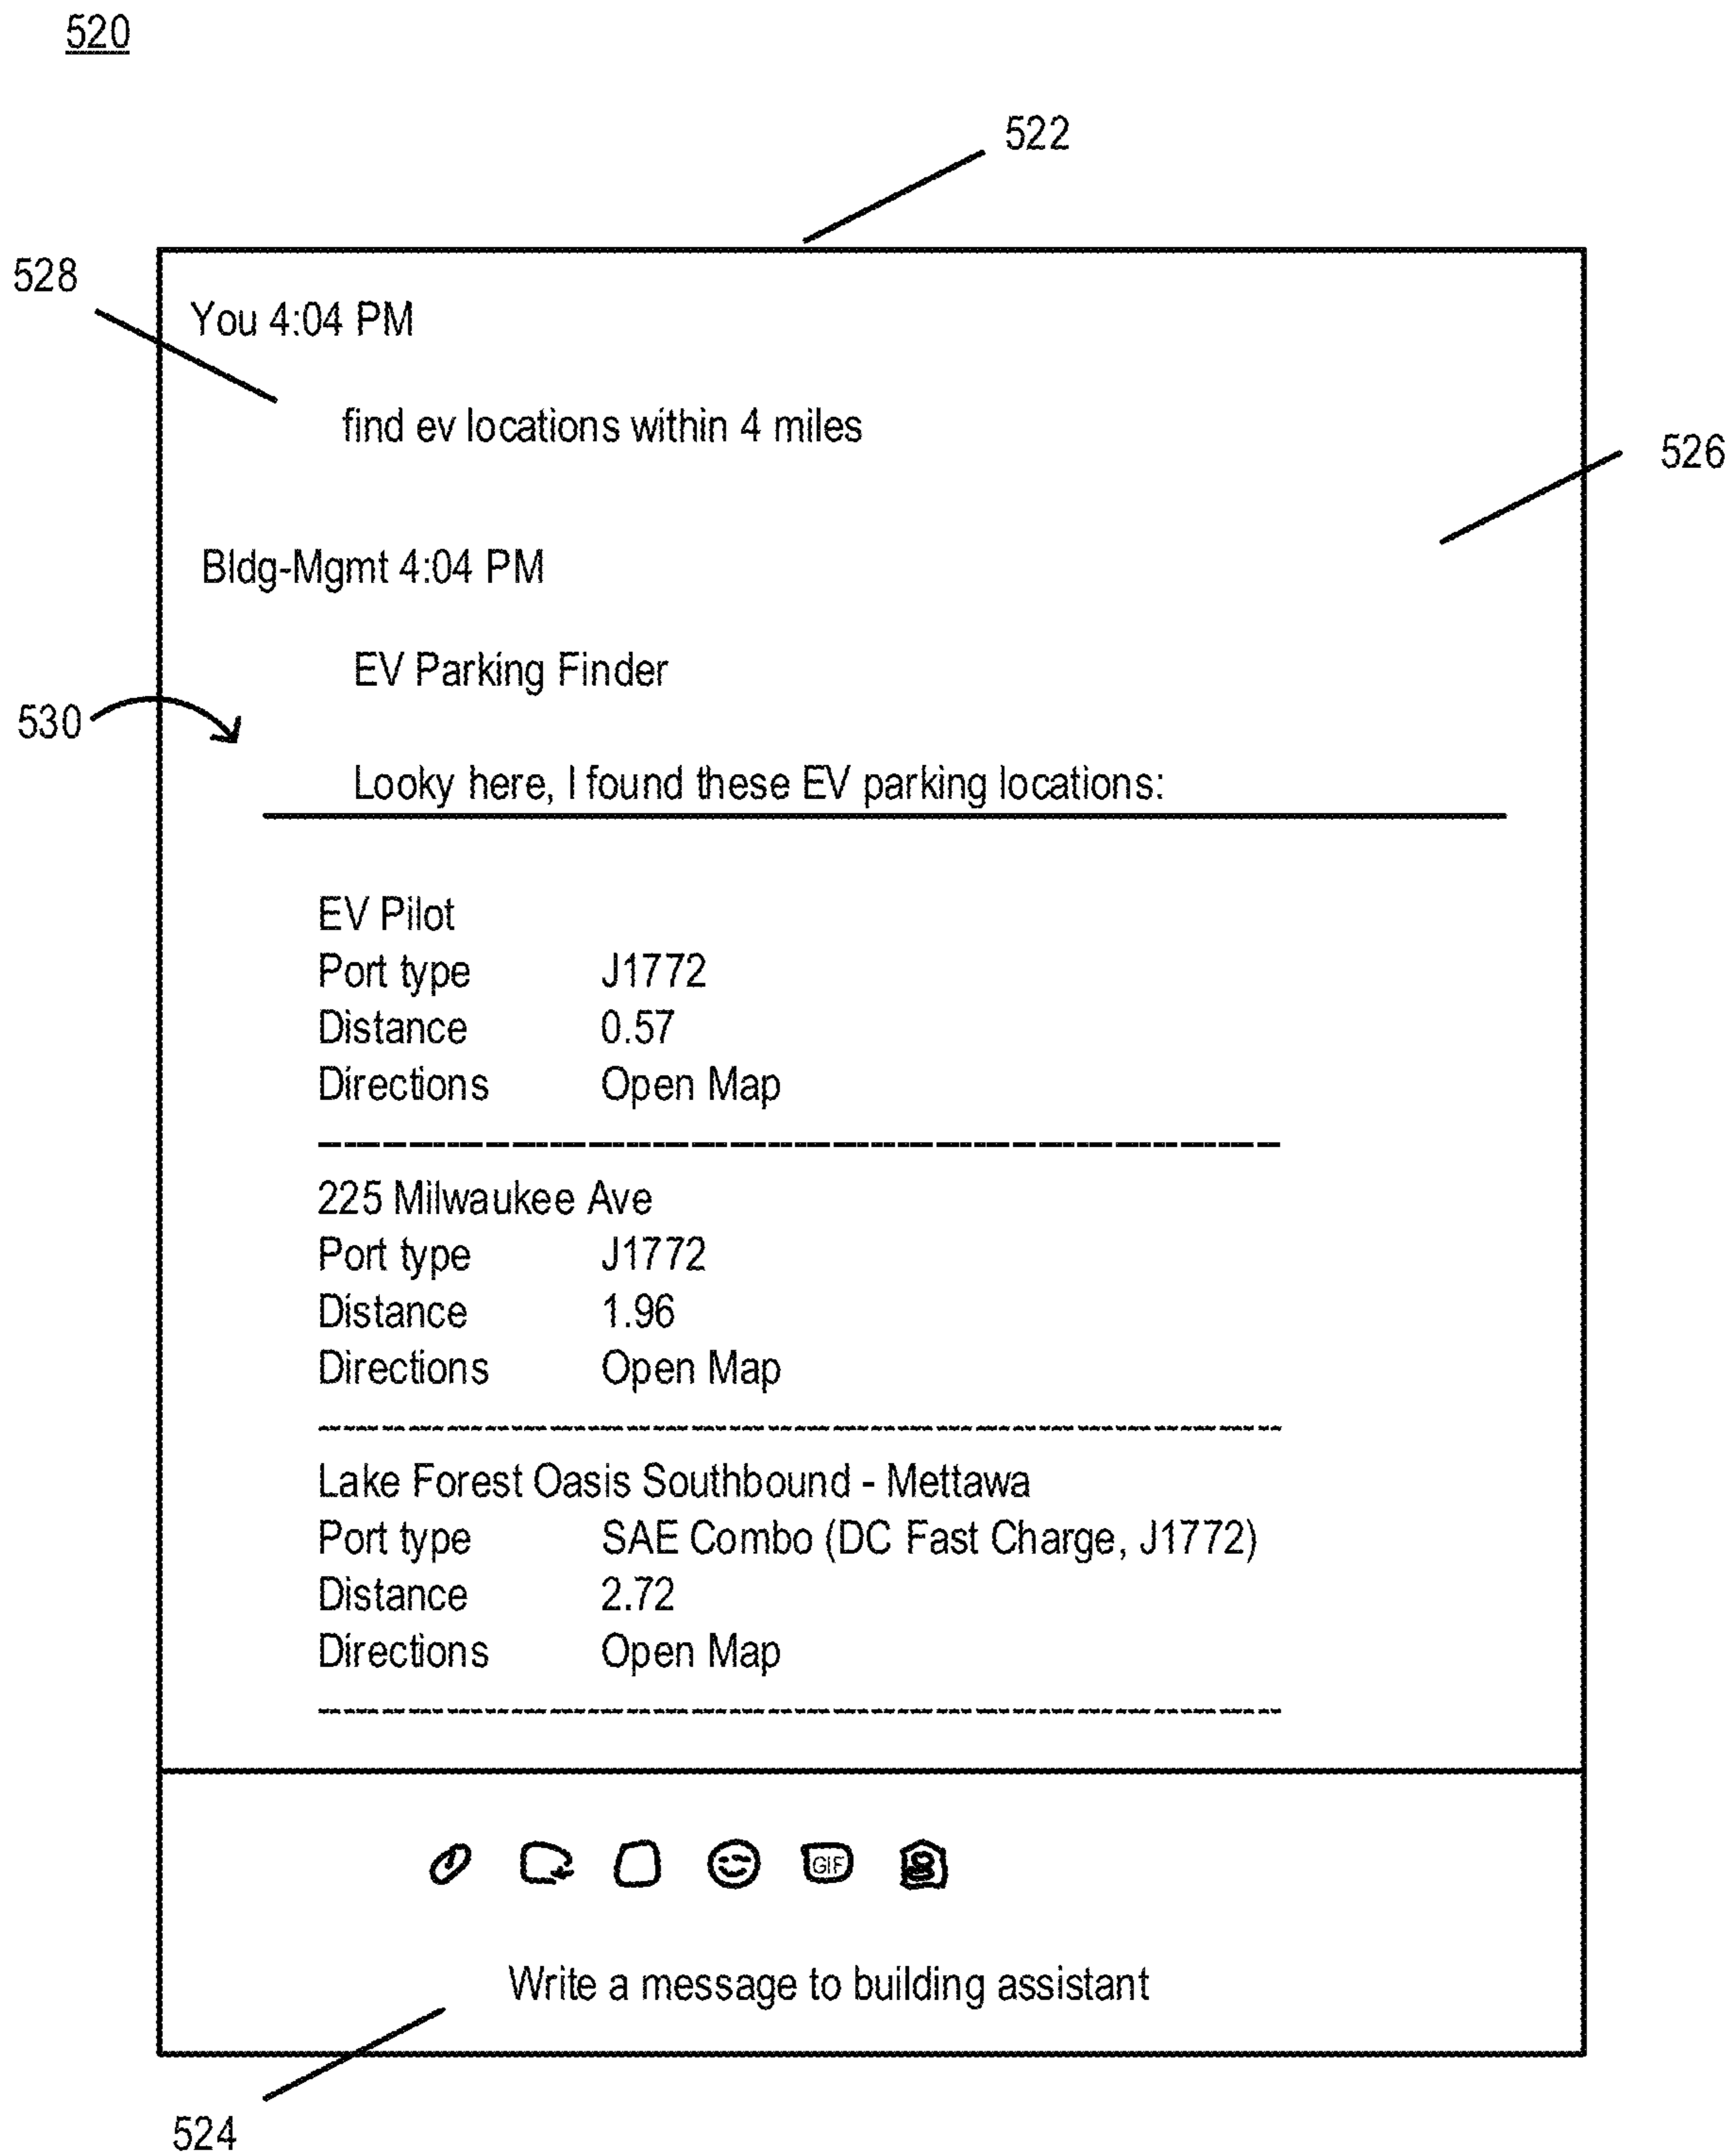 520
522
528
You 4:04 PM
find ev locations within 4 miles
526
Bldg-Mgmt 4:04 PM
EV Parking Finder
530
Looky here, I found these EV parking locations:
EV Pilot
Port type J1772
Distance 0.57
Directions Open Map
225 Milwaukee Ave
Port type J1772
Distance 1.96
Directions Open Map
Lake Forest Oasis Southbound - Mettawa
Port type SAE Combo (DC Fast Charge, J1772)
Distance 2.72
Directions Open Map
GIF
Write a message to building assistant
524